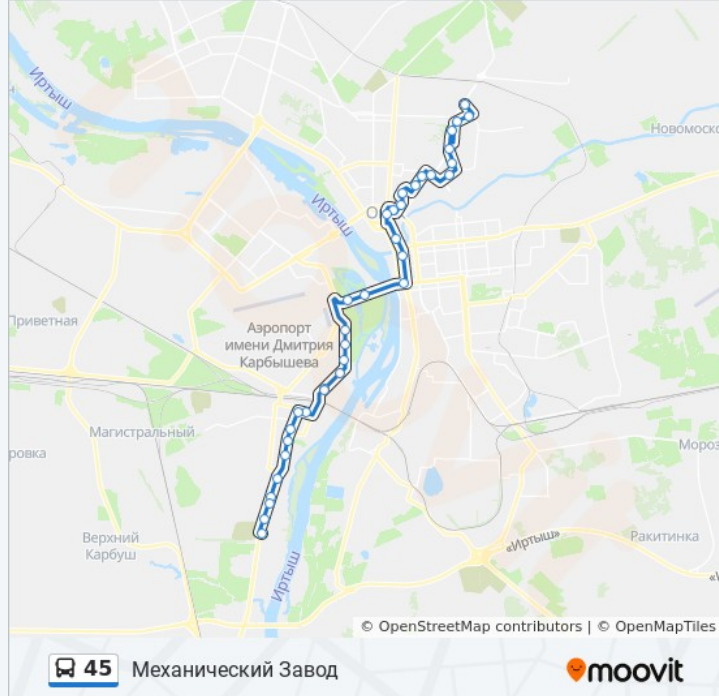 Иртыш
Новомоско
Иртыш
О
Приветная
Аэропорт
имени Дмитрия
Карбышева
Магистральный
ровка
Мороз
Верхний
Карбуш
«Иртыш»
Ракитинка
Иртыш
«И
© OpenStreetMap contributors | © OpenMapTiles
45 Механический Завод
moovit